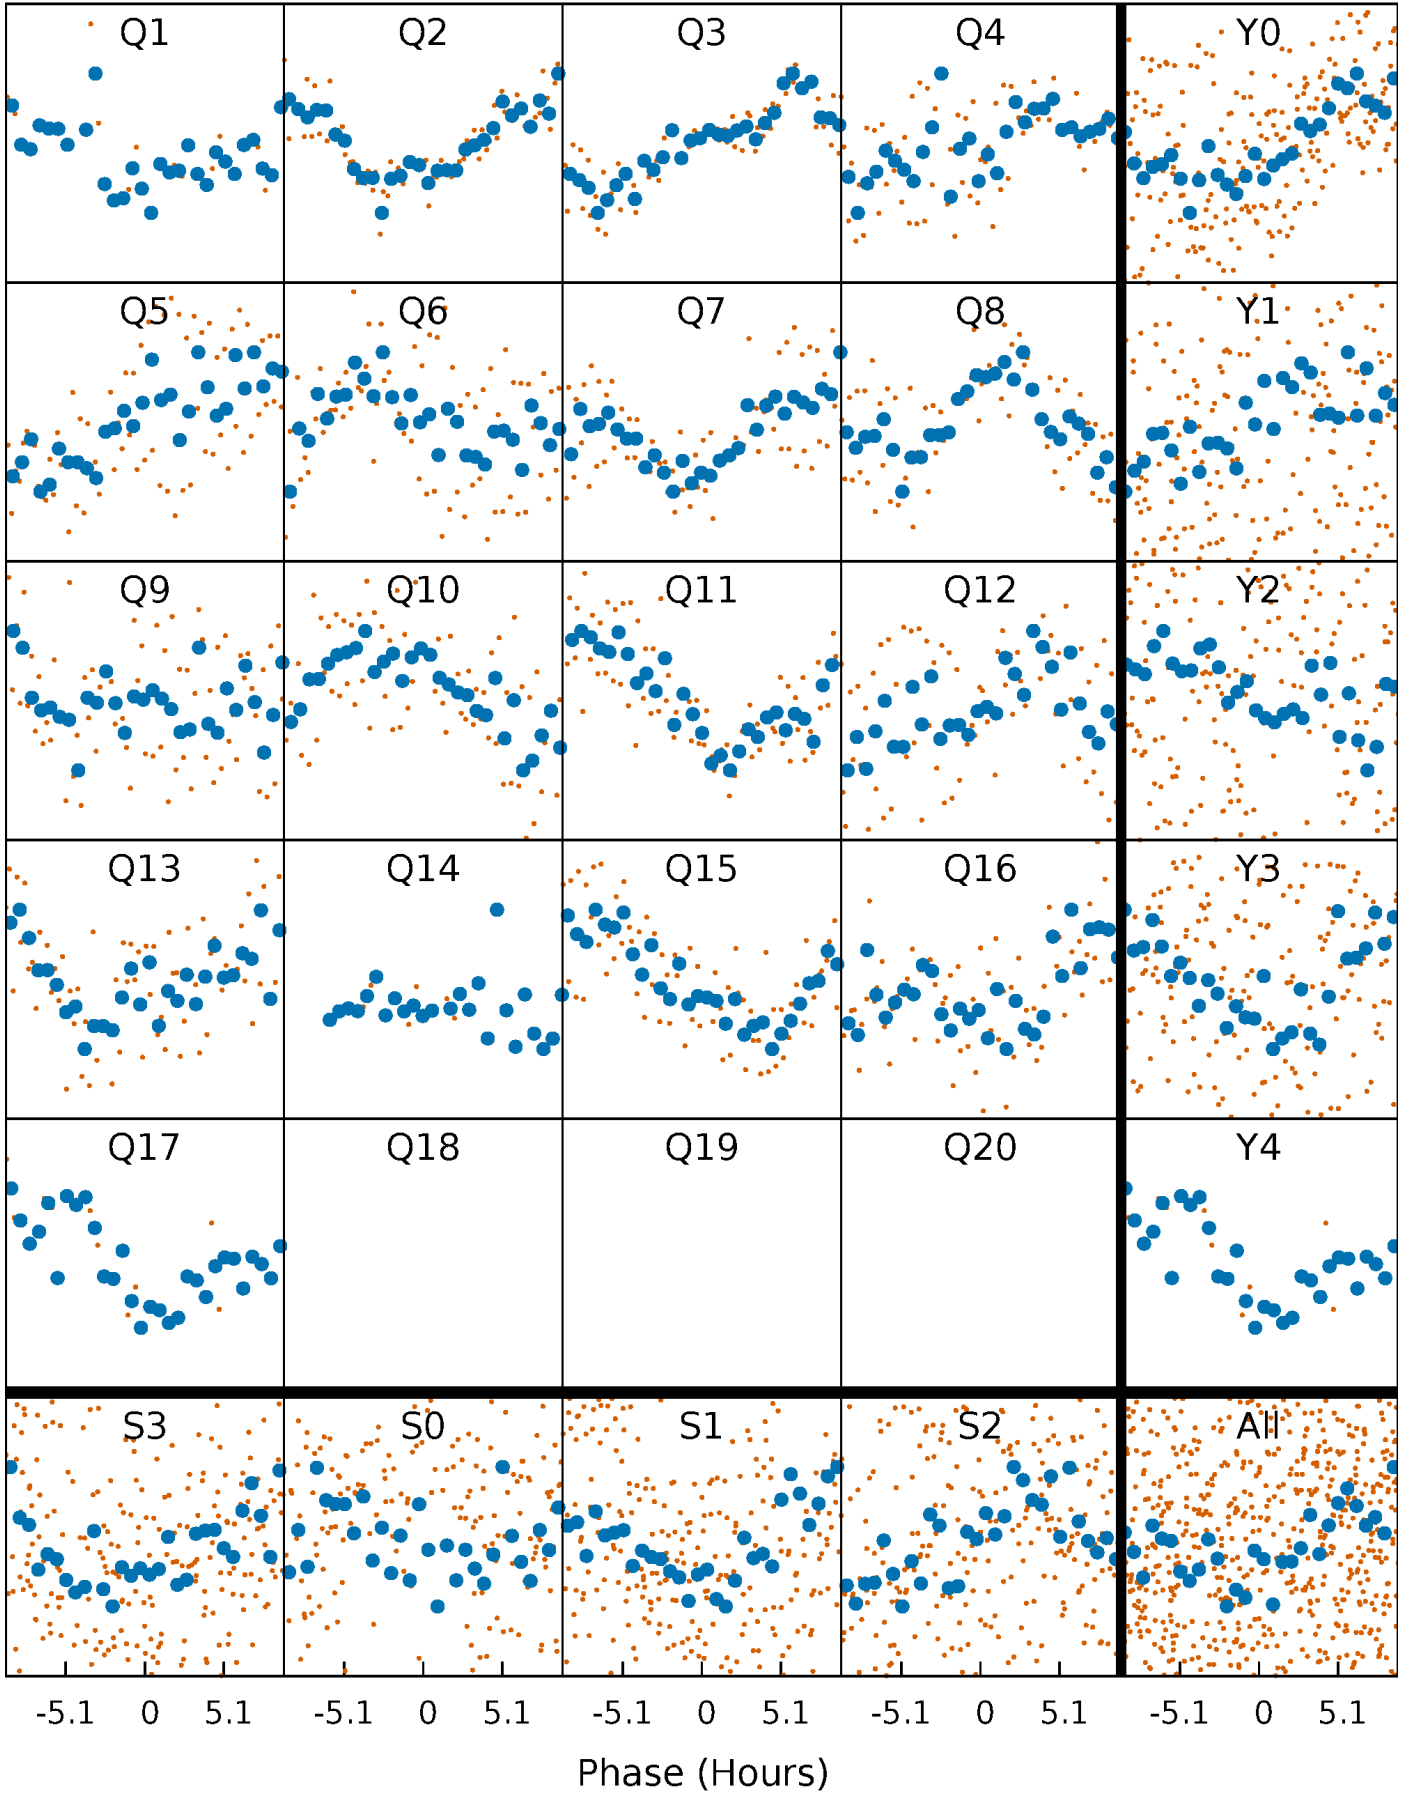 Q1 Q2 Q3 Q4 Y0
Q5 Q6 Q7 Q8 Y1
Q9 Q10 Q11 Q12 Y2
Q13 Q14 Q15 Q16 Y3
Q17 Q18 Q19 Q20 Y4
S3 S0 S1 S2 All
-5.1 0 5.1 -5.1 0 5.1 -5.1 0 5.1 -5.1 0 5.1 -5.1 0 5.1
Phase (Hours)